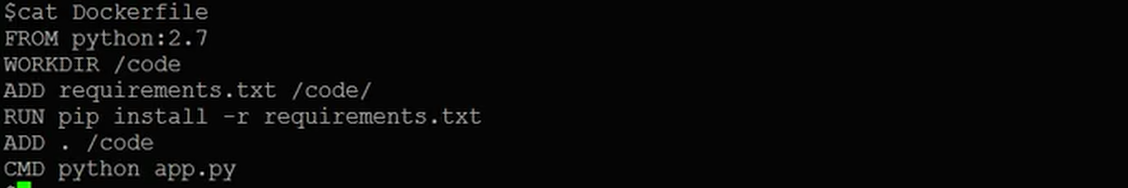 $cat Dockerfile
FROM python:2.7
WORKDIR /code
ADD requirements.txt /code/
RUN pip install -r requirements.txt
ADD . /code
CMD python app.py